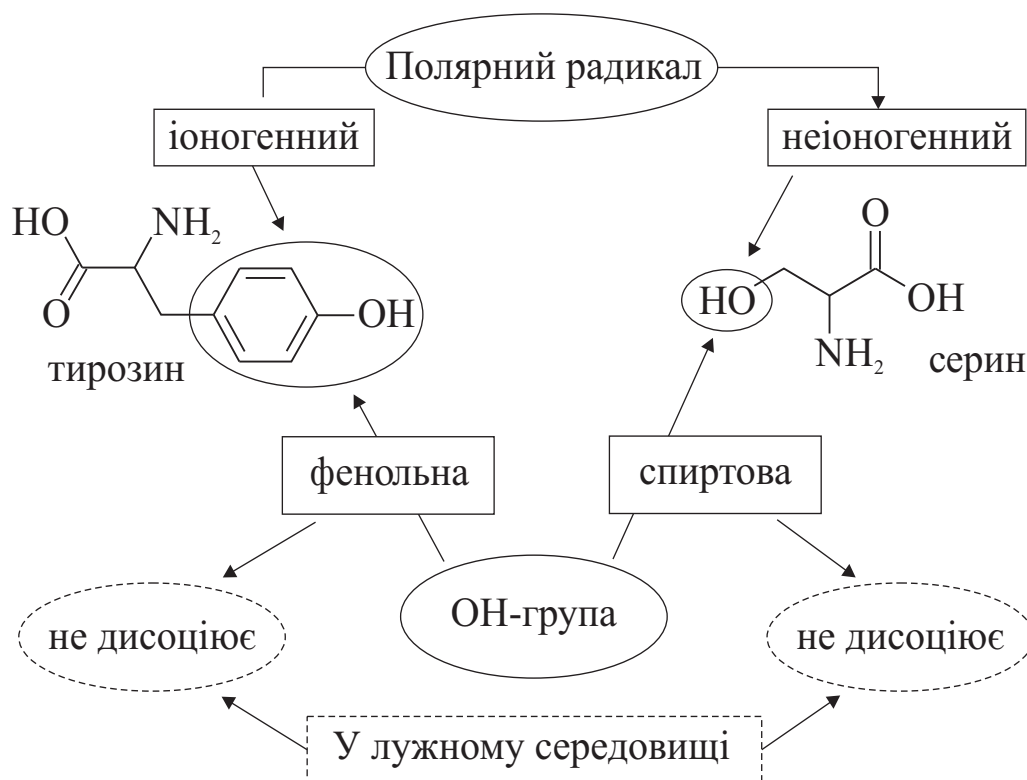 Полярний радикал
іоногенний
неіоногенний
HO
NH₂
O
OH
тирозин
O
HO
OH
NH₂
серин
фенольна
спиртова
ОН-група
не дисоціює
не дисоціює
У лужному середовищі